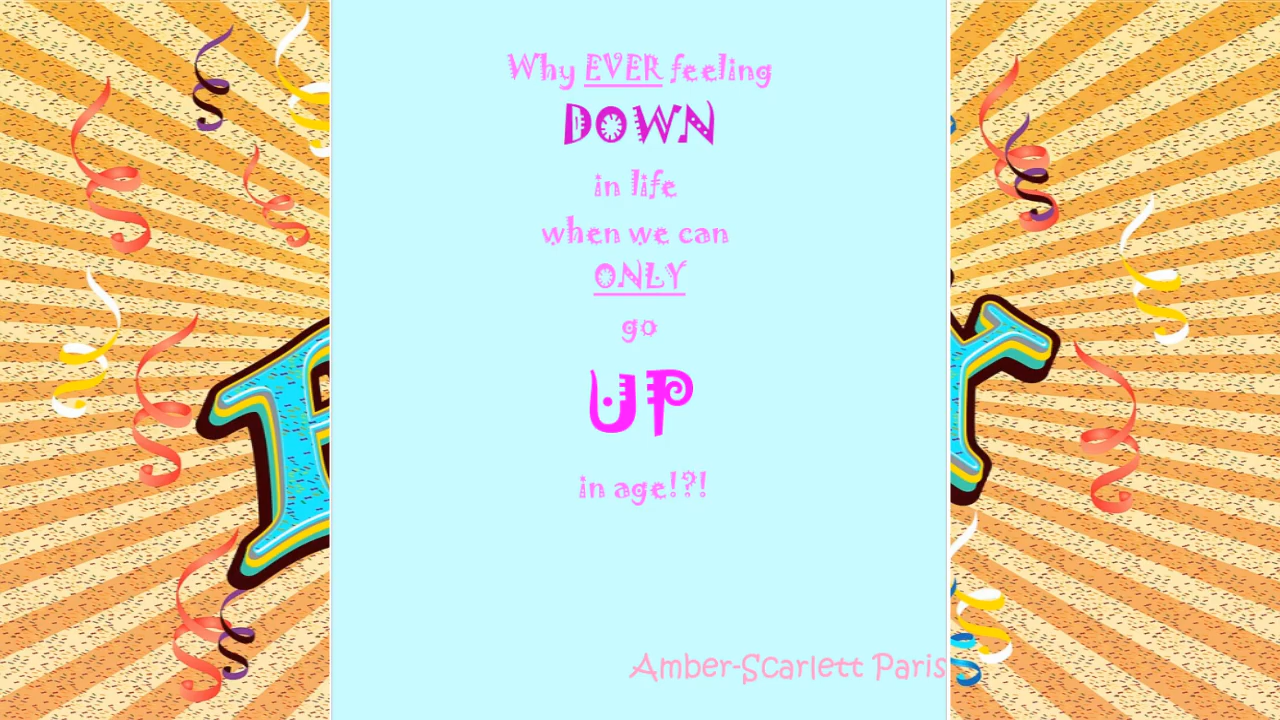 Why EVER feeling
DOWN
in life
when we can
ONLY
go
UP
in age!?!
Amber-Scarlett Paris